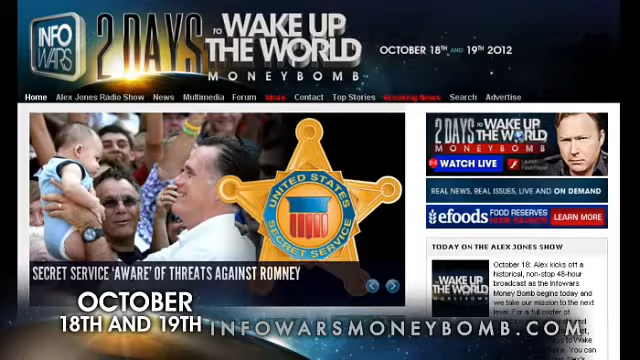 INFO
WARS
2 DAYS TO WAKE UP
THE WORLD
MONEYBOMB
OCTOBER 18TH AND 19TH 2012
Home Alex Jones Radio Show News Multimedia Forum Store Contact Top Stories Breaking News Search Advertise
2 DAYS TO WAKE UP
THE WORLD
MONEYBOMB
WATCH LIVE
REAL NEWS, REAL ISSUES, LIVE AND ON DEMAND
efoods FOOD RESERVES
HUGE SAVINGS
LEARN MORE
UNITED STATES
SECRET SERVICE
SECRET SERVICE 'AWARE' OF THREATS AGAINST ROMNEY
TODAY ON THE ALEX JONES SHOW
WAKE UP
THE WORLD
October 18: Alex kicks off a
historical, non-stop 48-hour
broadcast as the Infowars
Money Bomb begins today and
we take our mission to the next
level. For a full roster of
OCTOBER
18TH AND 19TH
INFOWARSMONEYBOMB.COM